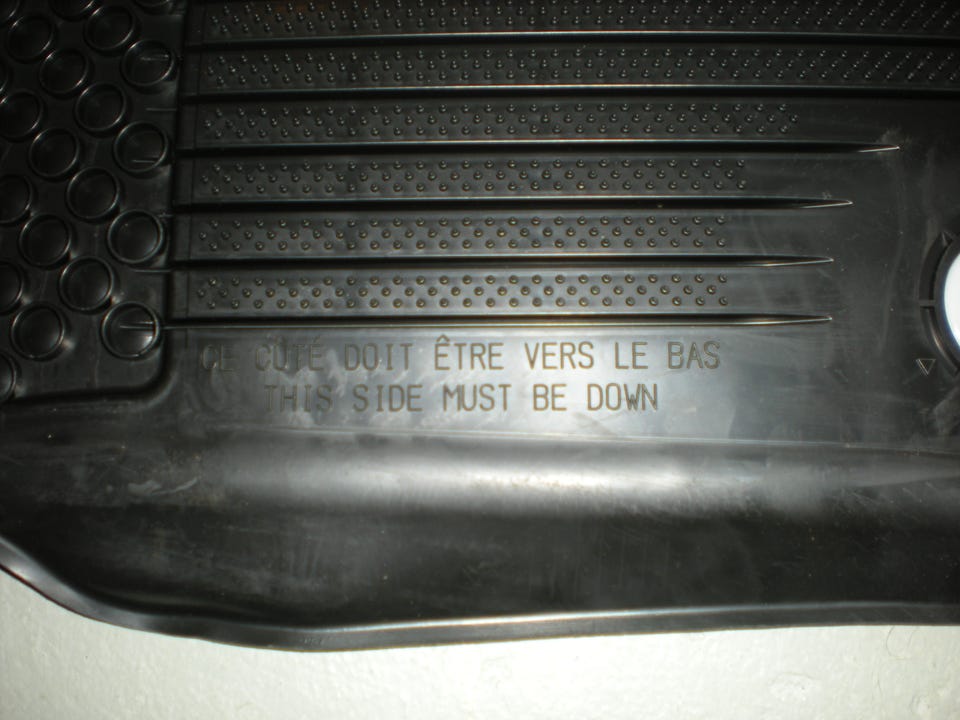 CE CÔTÉ DOIT ÊTRE VERS LE BAS
THIS SIDE MUST BE DOWN